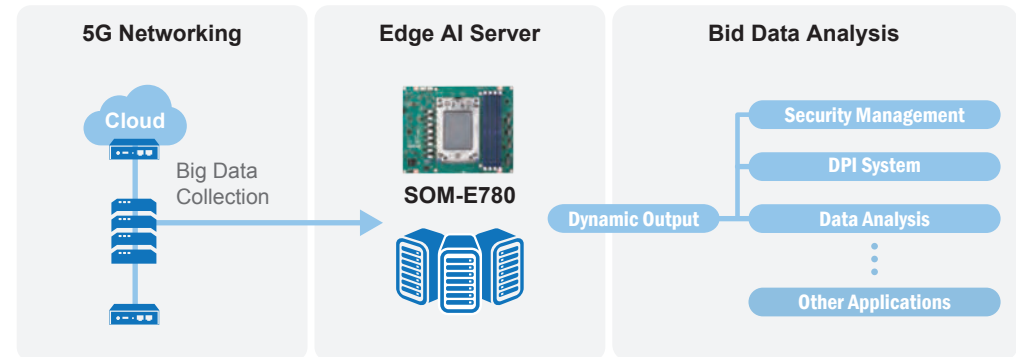 5G Networking
Cloud
Big Data
Collection
Edge AI Server
SOM-E780
Bid Data Analysis
Dynamic Output
Security Management
DPI System
Data Analysis
Other Applications